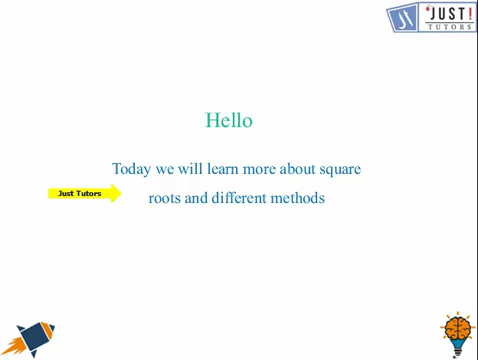 JUST!
TUTORS
Hello
Today we will learn more about square
Just Tutors
roots and different methods